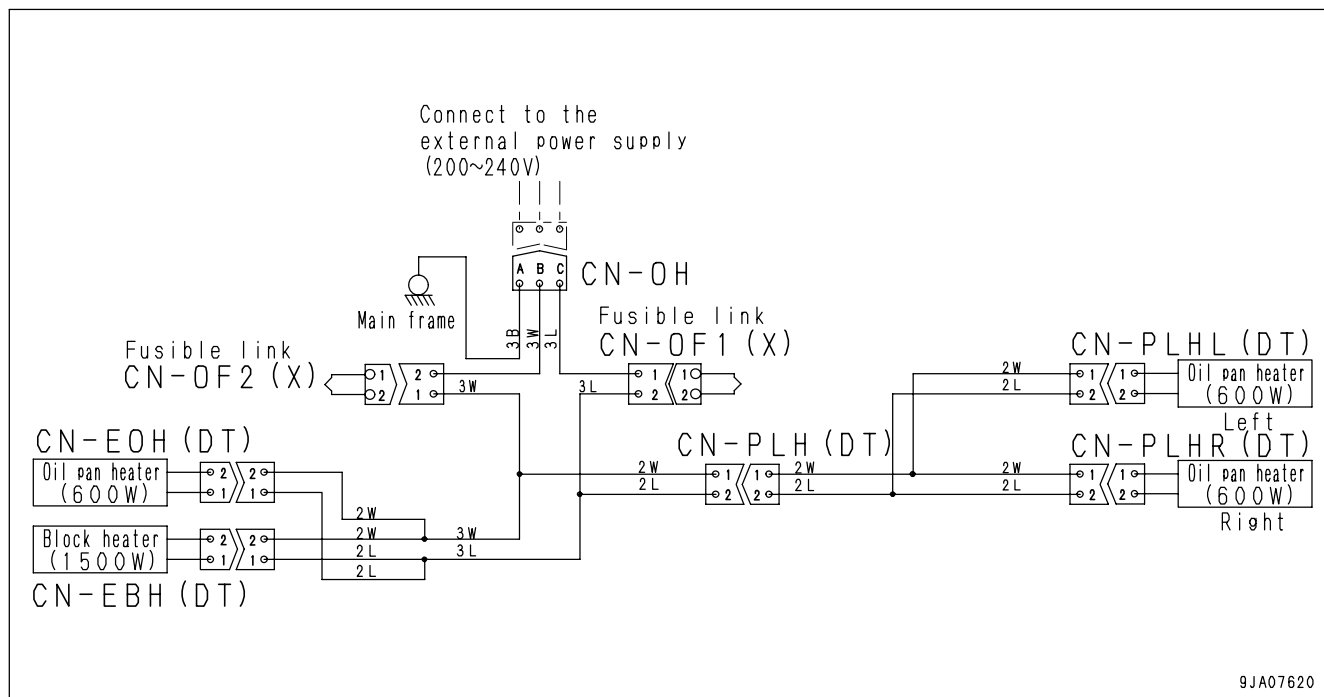 Connect to the
external power supply
(200~240V)
A B C
CN-OH
Main frame
3B
3W
3L
Fusible link
CN-OF1 (X)
Fusible link
CN-OF2 (X)
1 2
2 1
3W
3L
1 1
2 2
CN-PLHL (DT)
2W
2L
1 1
2 2
Oil pan heater
(600W)
Left
CN-EOH (DT)
Oil pan heater
(600W)
2 2
1 1
2W
2L
CN-PLH (DT)
1 1
2 2
2W
2L
2W
2L
CN-PLHR (DT)
1 1
2 2
Oil pan heater
(600W)
Right
2W
2W
2L
2L
3W
3L
Block heater
(1500W)
2 2
1 1
CN-EBH (DT)
9JA07620